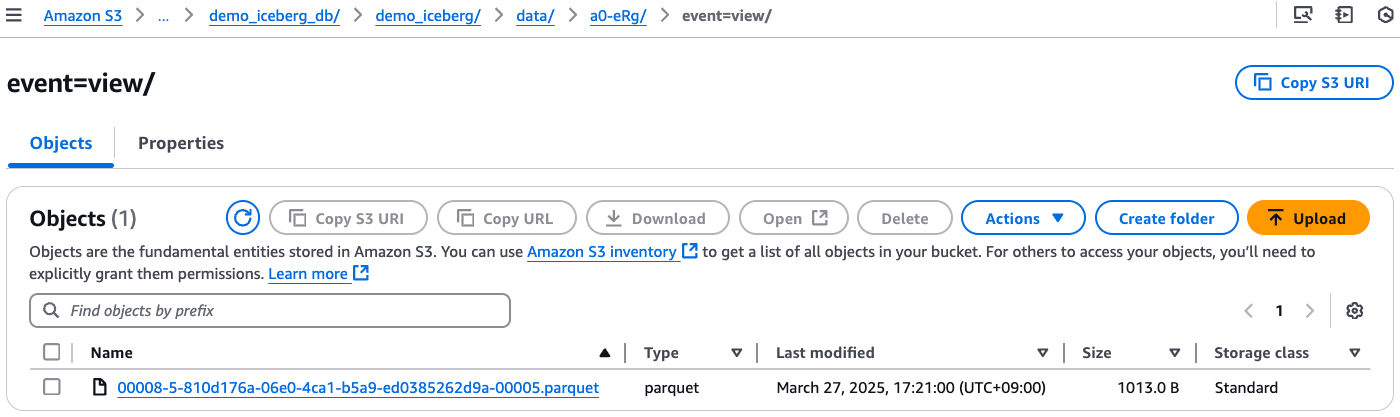 Amazon S3 > ... > demo_iceberg_db/ > demo_iceberg/ > data/ > a0-eRg/ > event=view/
event=view/
Copy S3 URI
Objects Properties
Objects (1)
Copy S3 URI Copy URL Download Open Delete Actions Create folder Upload
Objects are the fundamental entities stored in Amazon S3. You can use Amazon S3 inventory to get a list of all objects in your bucket. For others to access your objects, you'll need to
explicitly grant them permissions. Learn more
Find objects by prefix
1
Name Type Last modified Size Storage class
00008-5-810d176a-06e0-4ca1-b5a9-ed0385262d9a-00005.parquet parquet March 27, 2025, 17:21:00 (UTC+09:00) 1013.0 B Standard